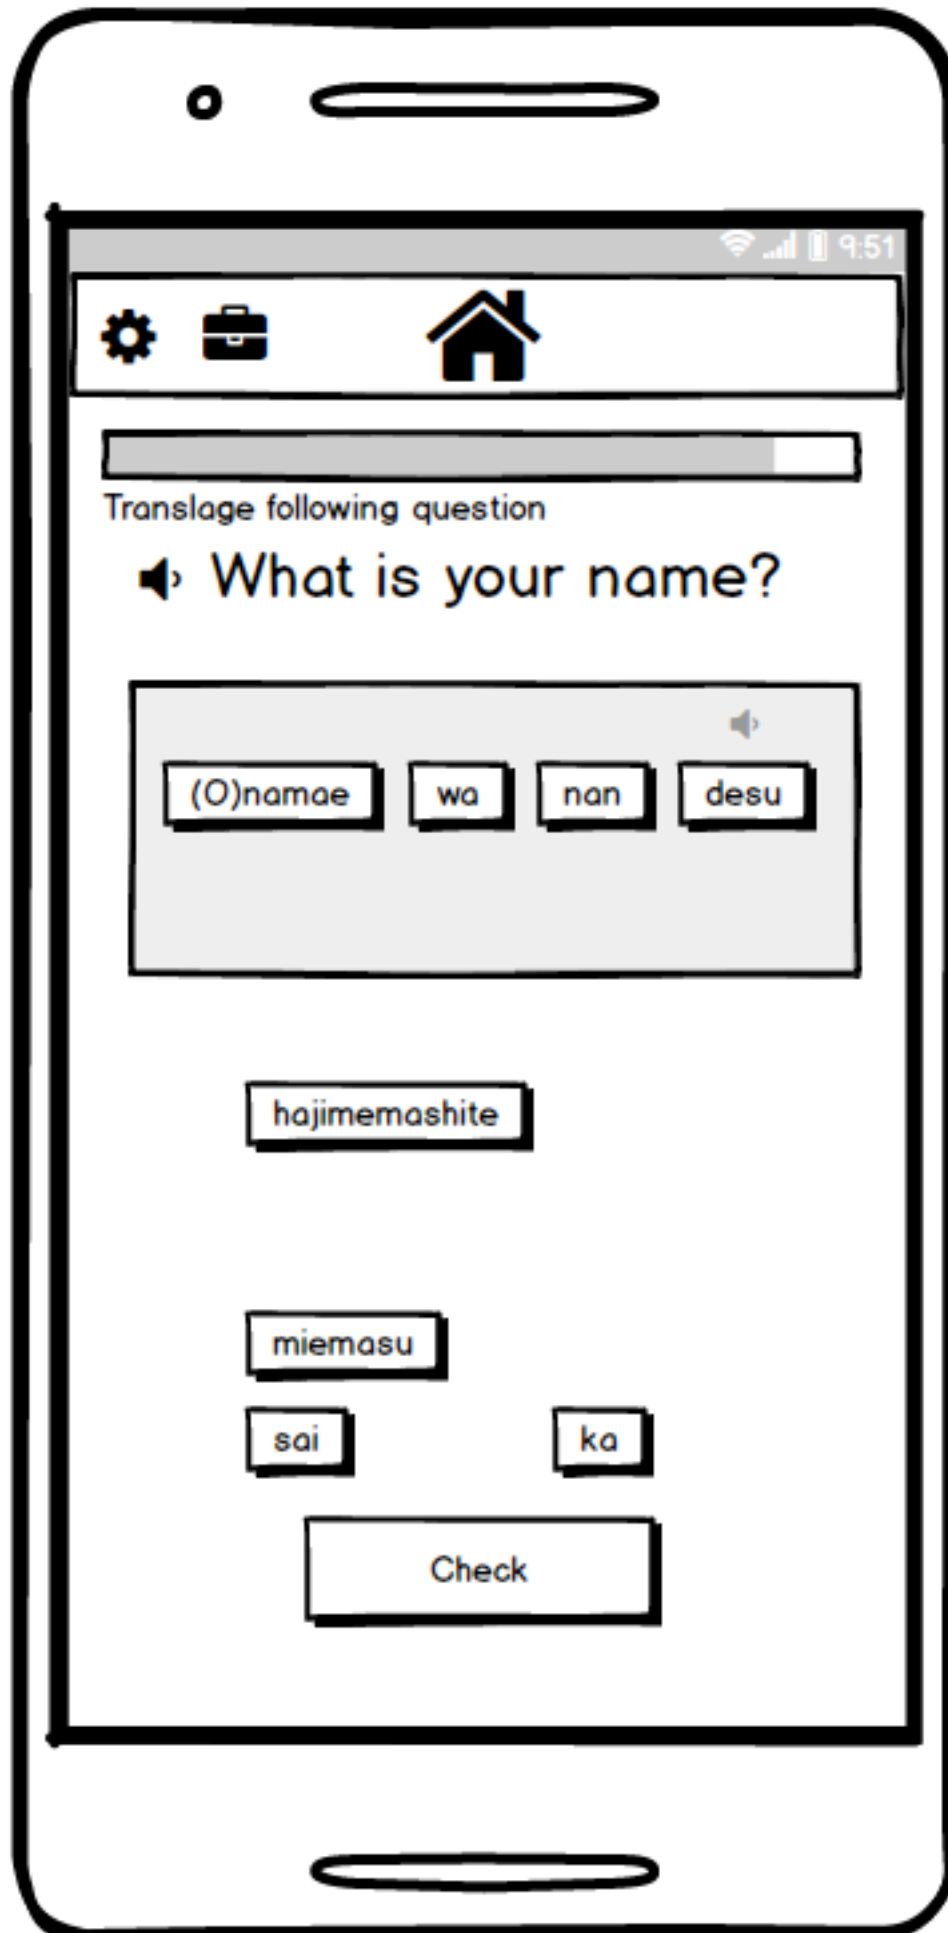 9:51
Translage following question
What is your name?
(O)namae wa nan desu
hajimemashite
miemasu
sai ka
Check